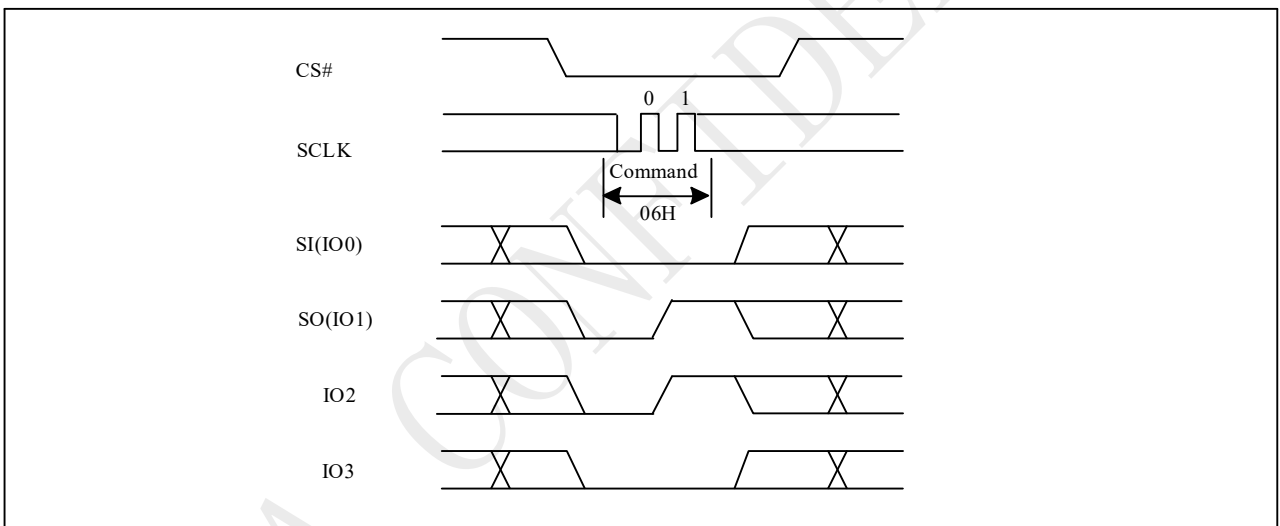 CS#
0 1
SCLK
Command
06H
SI(IO0)
SO(IO1)
IO2
IO3